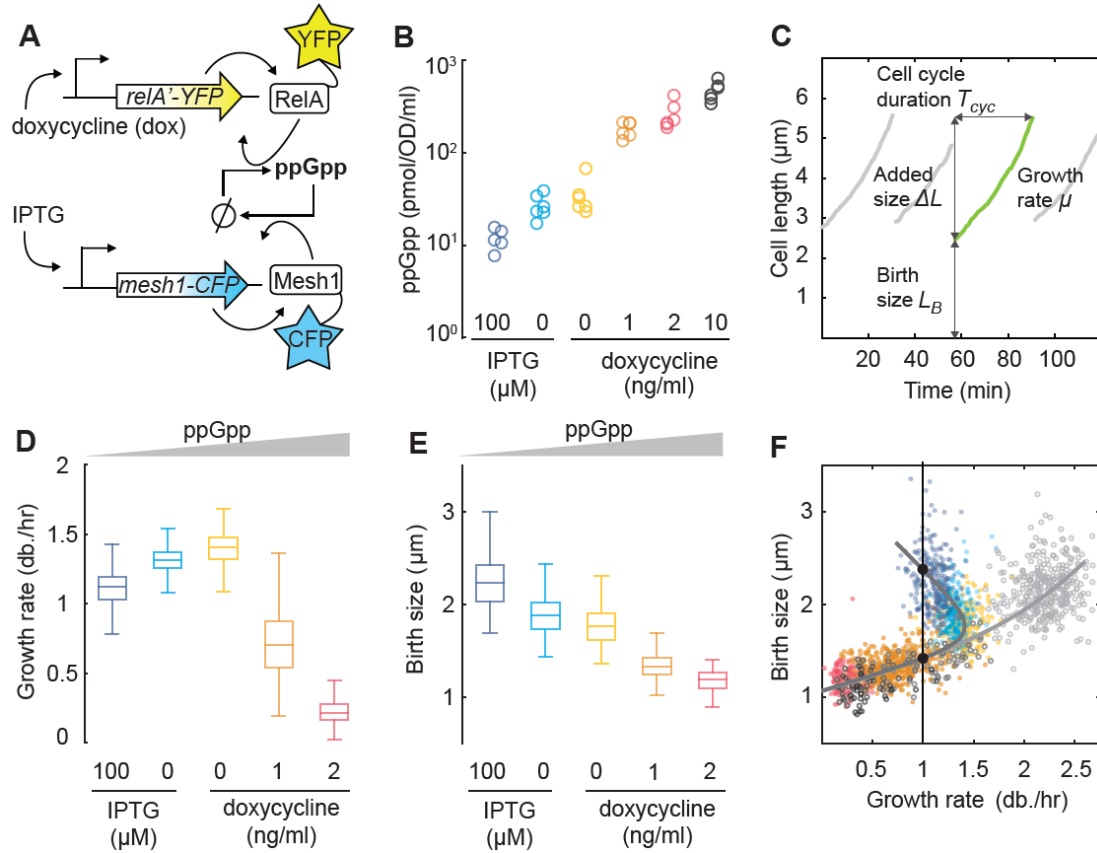 A
YFP
relA'-YFP
RelA
doxycycline (dox)
ppGpp
IPTG
mesh1-CFP
Mesh1
CFP
B
ppGpp (pmol/OD/ml)
10³
10²
10¹
10⁰
100 0 0 1 2 10
IPTG
(µM)
doxycycline
(ng/ml)
C
Cell length (µm)
6
5
4
3
2
1
Cell cycle
duration Tcyc
Added
size ΔL
Growth
rate µ
Birth
size LB
20 40 60 80 100
Time (min)
D
ppGpp
Growth rate (db./hr)
2
1.5
1
0.5
0
100 0 0 1 2
IPTG
(µM)
doxycycline
(ng/ml)
E
ppGpp
Birth size (µm)
3
2
1
100 0 0 1 2
IPTG
(µM)
doxycycline
(ng/ml)
F
Birth size (µm)
3
2
1
0.5 1 1.5 2 2.5
Growth rate (db./hr)